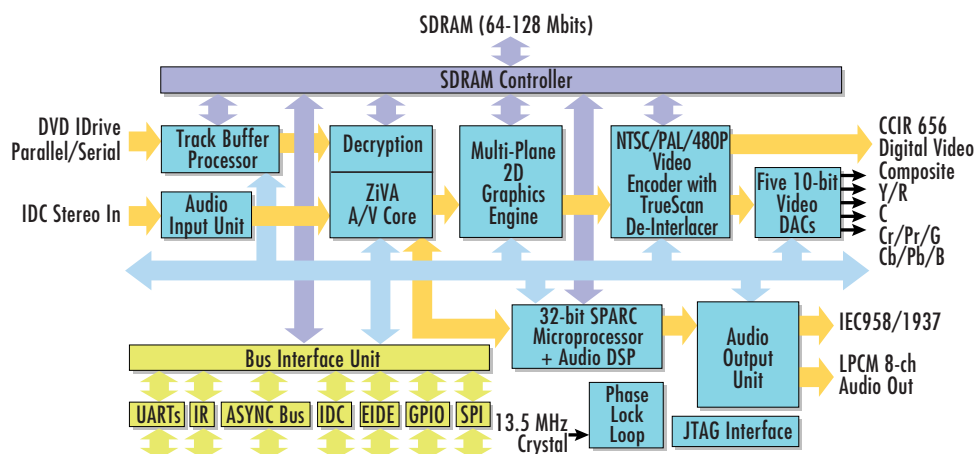 SDRAM (64-128 Mbits)
SDRAM Controller
DVD IDrive
Parallel/Serial
Track Buffer
Processor
Decryption
ZiVA
A/V Core
Multi-Plane
2D
Graphics
Engine
NTSC/PAL/480P
Video
Encoder with
TrueScan
De-Interlacer
CCIR 656
Digital Video
Composite
Y/R
C
Cr/Pr/G
Cb/Pb/B
Five 10-bit
Video
DACs
IDC Stereo In
Audio
Input Unit
32-bit SPARC
Microprocessor
+ Audio DSP
Audio
Output
Unit
IEC958/1937
LPCM 8-ch
Audio Out
Bus Interface Unit
UARTs
IR
ASYNC Bus
IDC
EIDE
GPIO
SPI
13.5 MHz
Crystal
Phase
Lock
Loop
JTAG Interface